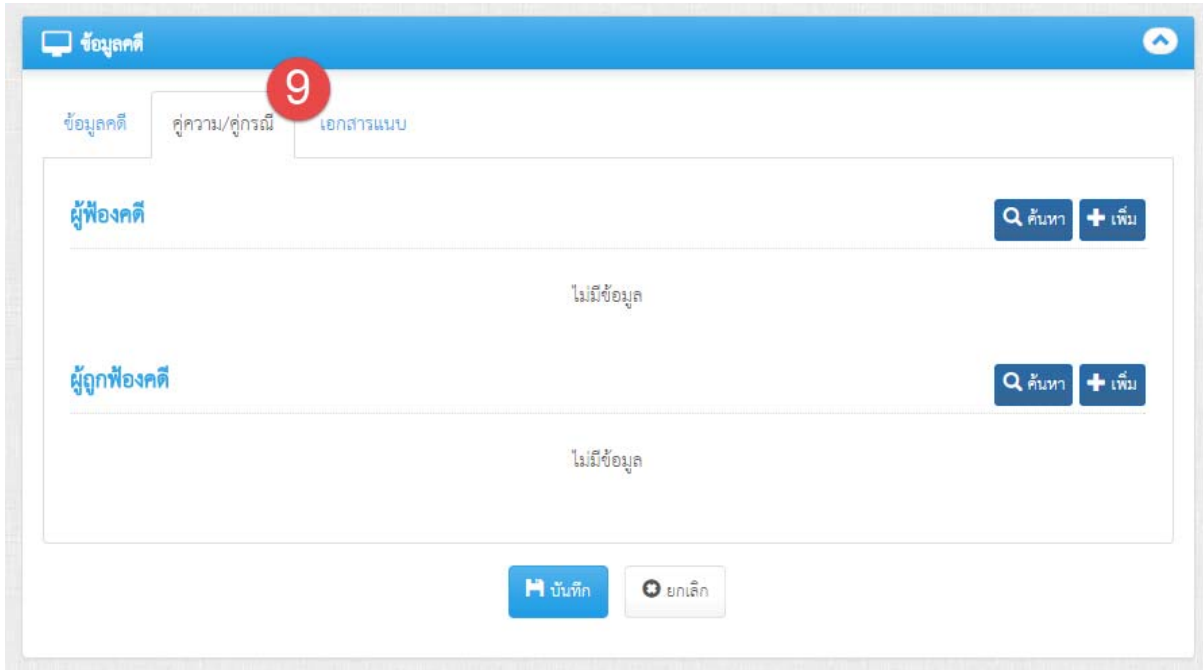 ข้อมูลคดี
9
ข้อมูลคดี คู่ความ/คู่กรณี เอกสารแนบ
ผู้ฟ้องคดี ค้นหา เพิ่ม
ไม่มีข้อมูล
ผู้ถูกฟ้องคดี ค้นหา เพิ่ม
ไม่มีข้อมูล
บันทึก ยกเลิก